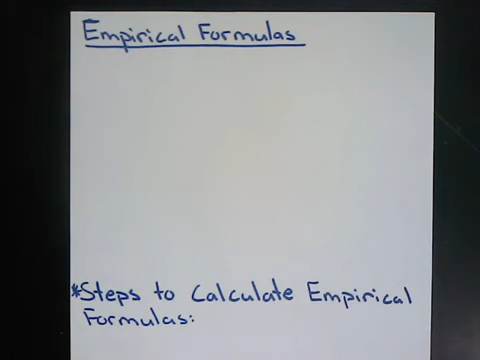 Empirical Formulas
*Steps to Calculate Empirical
Formulas: